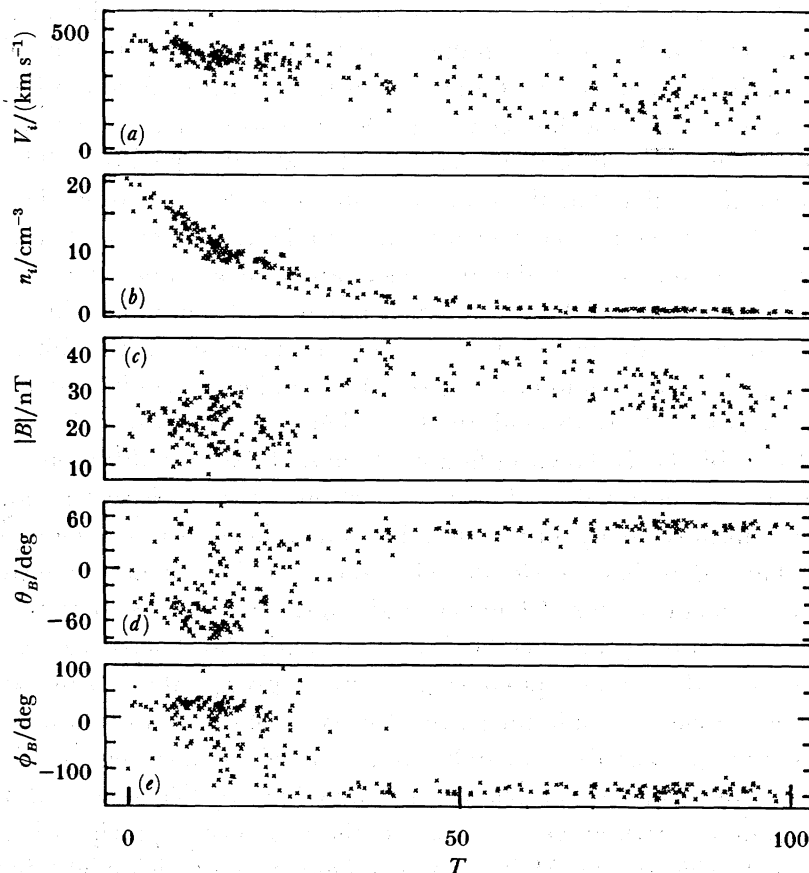 500
0
V_i/(km s⁻¹)
(a)
20
10
0
n_i/cm⁻³
(b)
40
30
20
10
|B|/nT
(c)
60
0
−60
θ_B/deg
(d)
100
0
−100
ϕ_B/deg
(e)
0 50 100
T